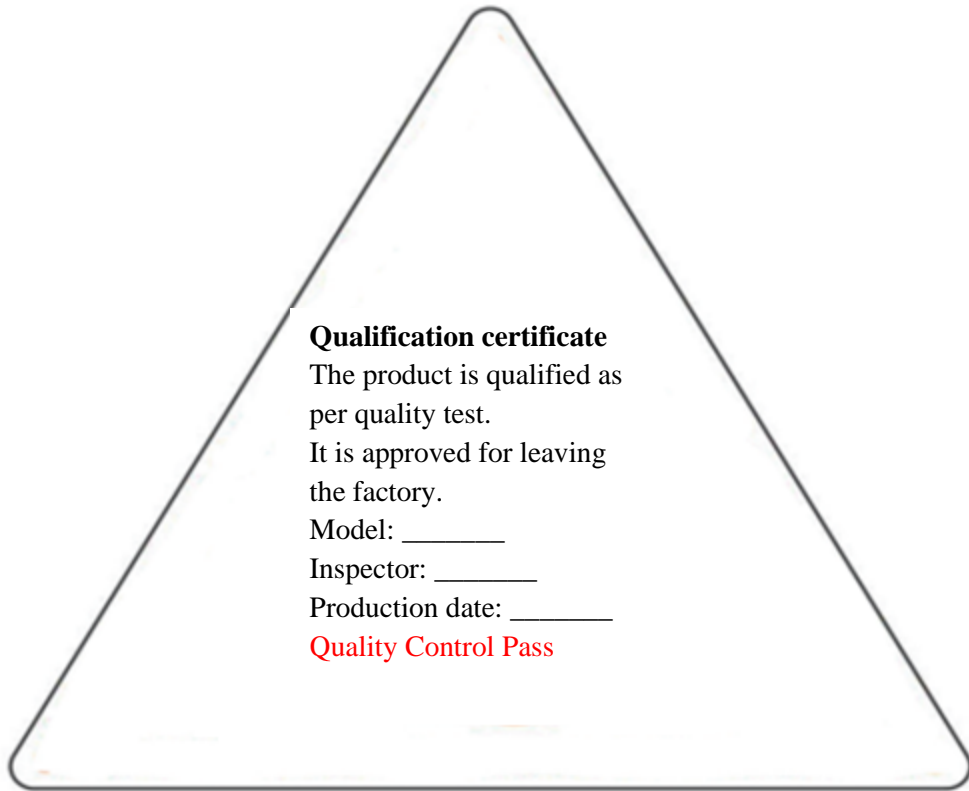 Qualification certificate
The product is qualified as
per quality test.
It is approved for leaving
the factory.
Model: _______
Inspector: _______
Production date: _______
Quality Control Pass